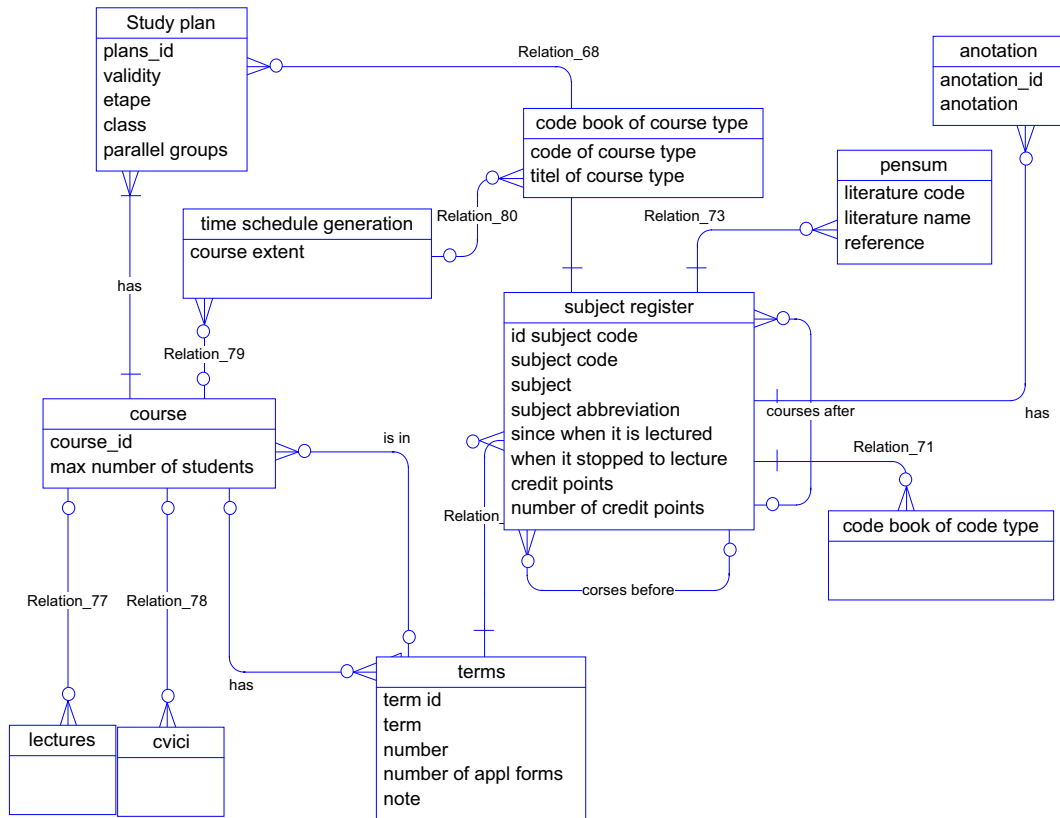 Study plan
plans_id
validity
etape
class
parallel groups
Relation_68
anotation
anotation_id
anotation
code book of course type
code of course type
titel of course type
pensum
literature code
literature name
reference
Relation_80
Relation_73
time schedule generation
course extent
has
Relation_79
subject register
id subject code
subject code
subject
subject abbreviation
since when it is lectured
when it stopped to lecture
credit points
number of credit points
courses after
has
Relation_71
code book of code type
course
course_id
max number of students
is in
Relation_
corses before
Relation_77
Relation_78
has
terms
term id
term
number
number of appl forms
note
lectures
cvici